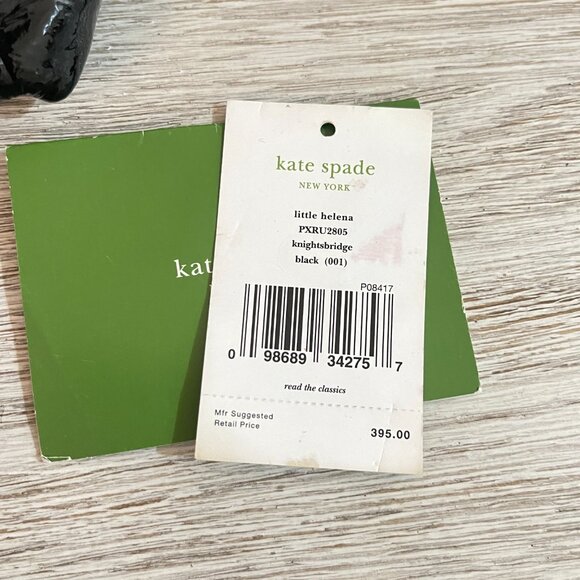 kat
kate spade
NEW YORK
little helena
PXRU2805
knightsbridge
black (001)
P08417
0 98689 34275 7
read the classics
Mfr Suggested
Retail Price
395.00